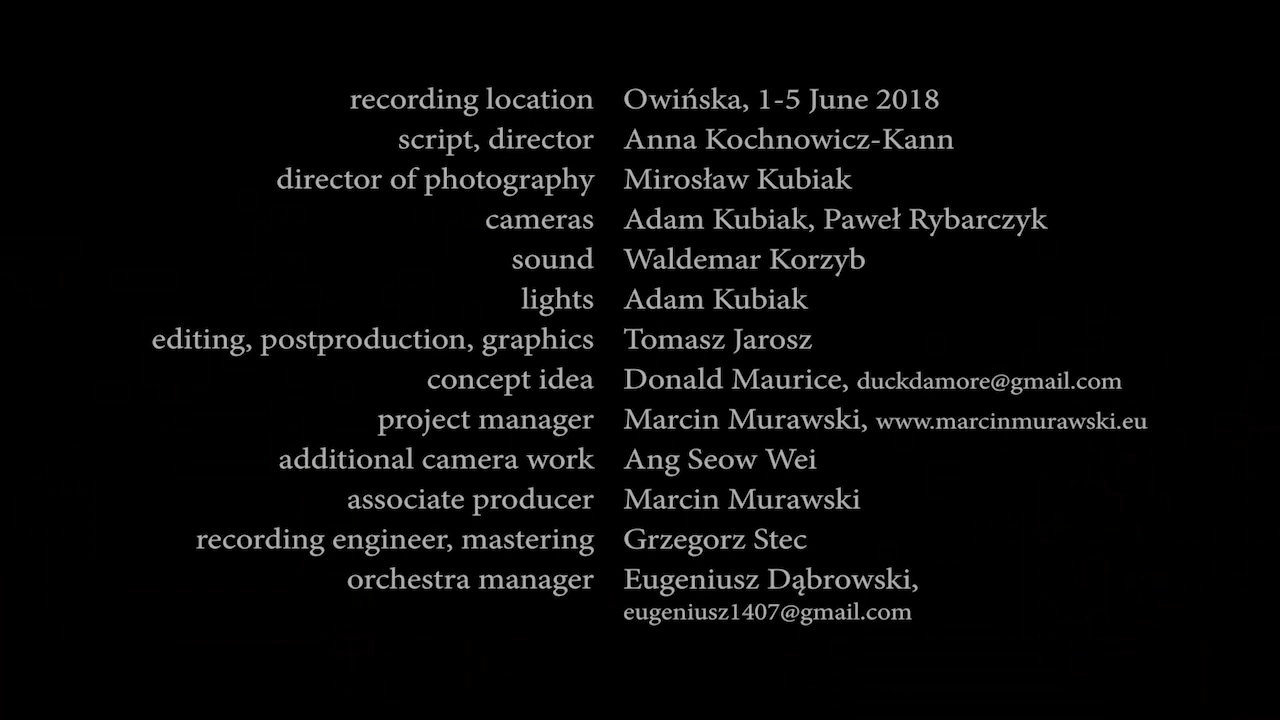 recording location Owińska, 1-5 June 2018
script, director Anna Kochnowicz-Kann
director of photography Mirosław Kubiak
cameras Adam Kubiak, Paweł Rybarczyk
sound Waldemar Korzyb
lights Adam Kubiak
editing, postproduction, graphics Tomasz Jarosz
concept idea Donald Maurice, duckdamore@gmail.com
project manager Marcin Murawski, www.marcinmurawski.eu
additional camera work Ang Seow Wei
associate producer Marcin Murawski
recording engineer, mastering Grzegorz Stec
orchestra manager Eugeniusz Dąbrowski,
eugeniusz1407@gmail.com